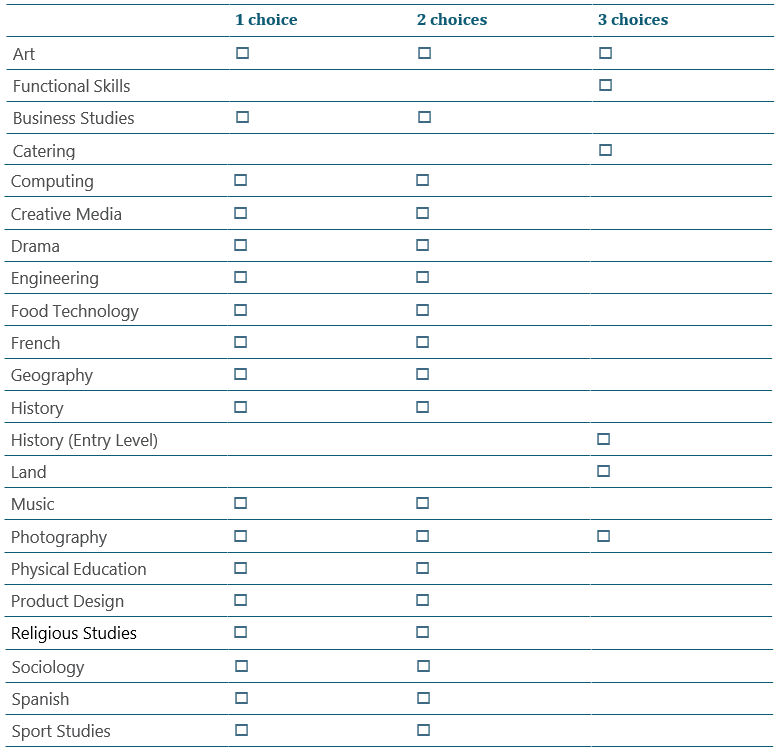 1 choice 2 choices 3 choices
Art ☐ ☐ ☐
Functional Skills ☐
Business Studies ☐ ☐
Catering ☐
Computing ☐ ☐
Creative Media ☐ ☐
Drama ☐ ☐
Engineering ☐ ☐
Food Technology ☐ ☐
French ☐ ☐
Geography ☐ ☐
History ☐ ☐
History (Entry Level) ☐
Land ☐
Music ☐ ☐
Photography ☐ ☐ ☐
Physical Education ☐ ☐
Product Design ☐ ☐
Religious Studies ☐ ☐
Sociology ☐ ☐
Spanish ☐ ☐
Sport Studies ☐ ☐